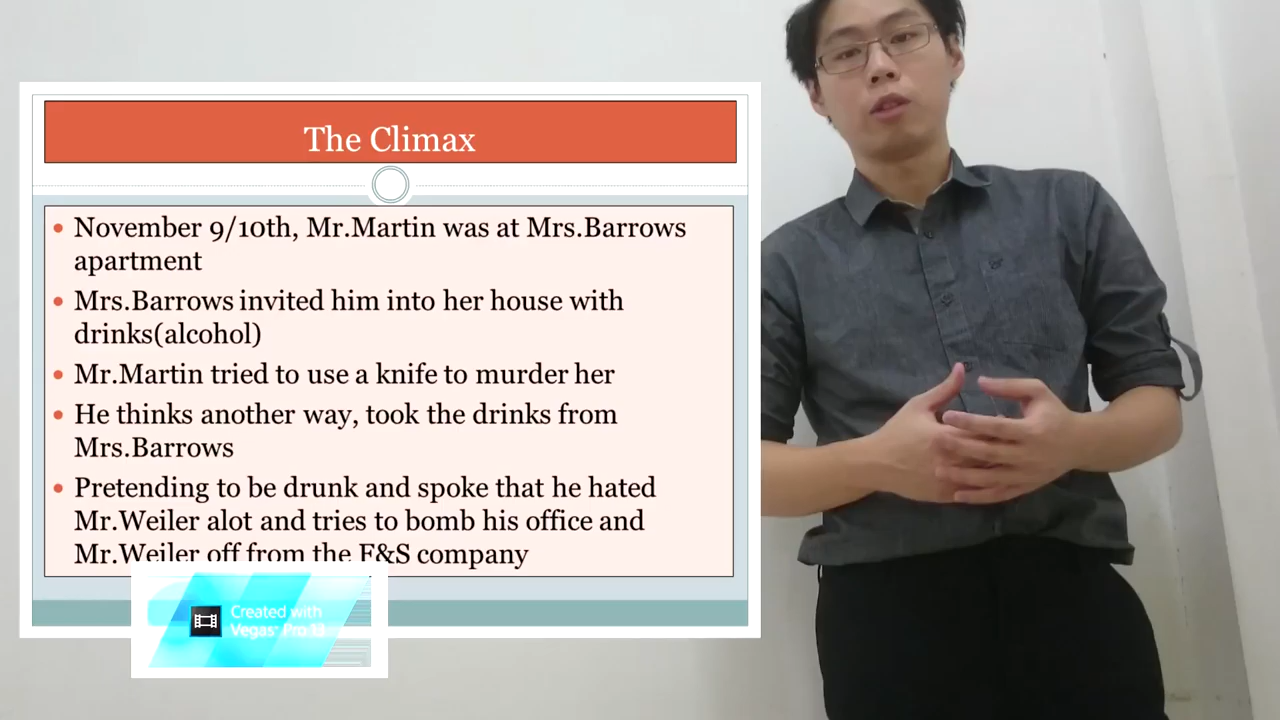 The Climax
November 9/10th, Mr.Martin was at Mrs.Barrows
apartment
Mrs.Barrows invited him into her house with
drinks(alcohol)
Mr.Martin tried to use a knife to murder her
He thinks another way, took the drinks from
Mrs.Barrows
Pretending to be drunk and spoke that he hated
Mr.Weiler alot and tries to bomb his office and
Mr.Weiler off from the F&S company
Created with
Vegas Pro 13